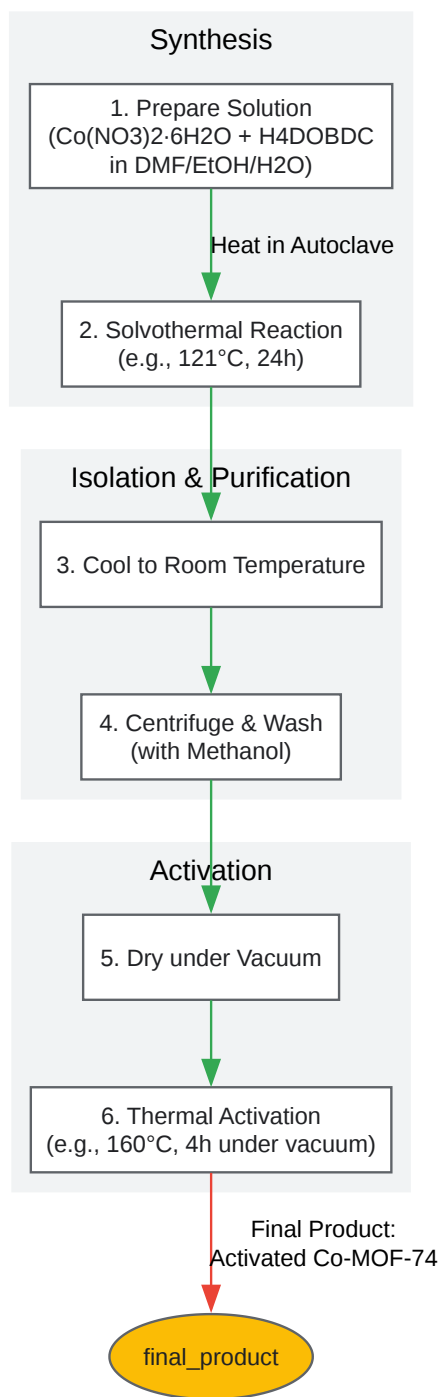 Synthesis
1. Prepare Solution
(Co(NO3)2·6H2O + H4DOBDC
in DMF/EtOH/H2O)
Heat in Autoclave
2. Solvothermal Reaction
(e.g., 121°C, 24h)
Isolation & Purification
3. Cool to Room Temperature
4. Centrifuge & Wash
(with Methanol)
Activation
5. Dry under Vacuum
6. Thermal Activation
(e.g., 160°C, 4h under vacuum)
Final Product:
Activated Co-MOF-74
final_product